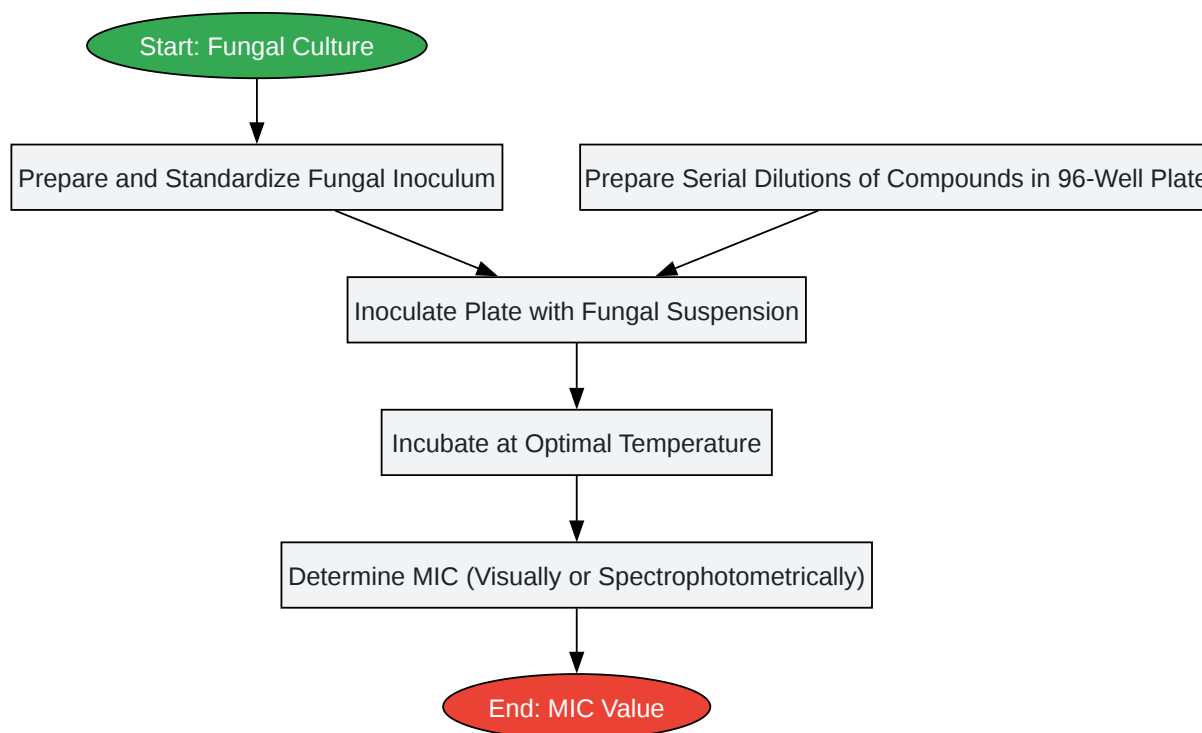 Start: Fungal Culture
Prepare and Standardize Fungal Inoculum
Prepare Serial Dilutions of Compounds in 96-Well Plate
Inoculate Plate with Fungal Suspension
Incubate at Optimal Temperature
Determine MIC (Visually or Spectrophotometrically)
End: MIC Value